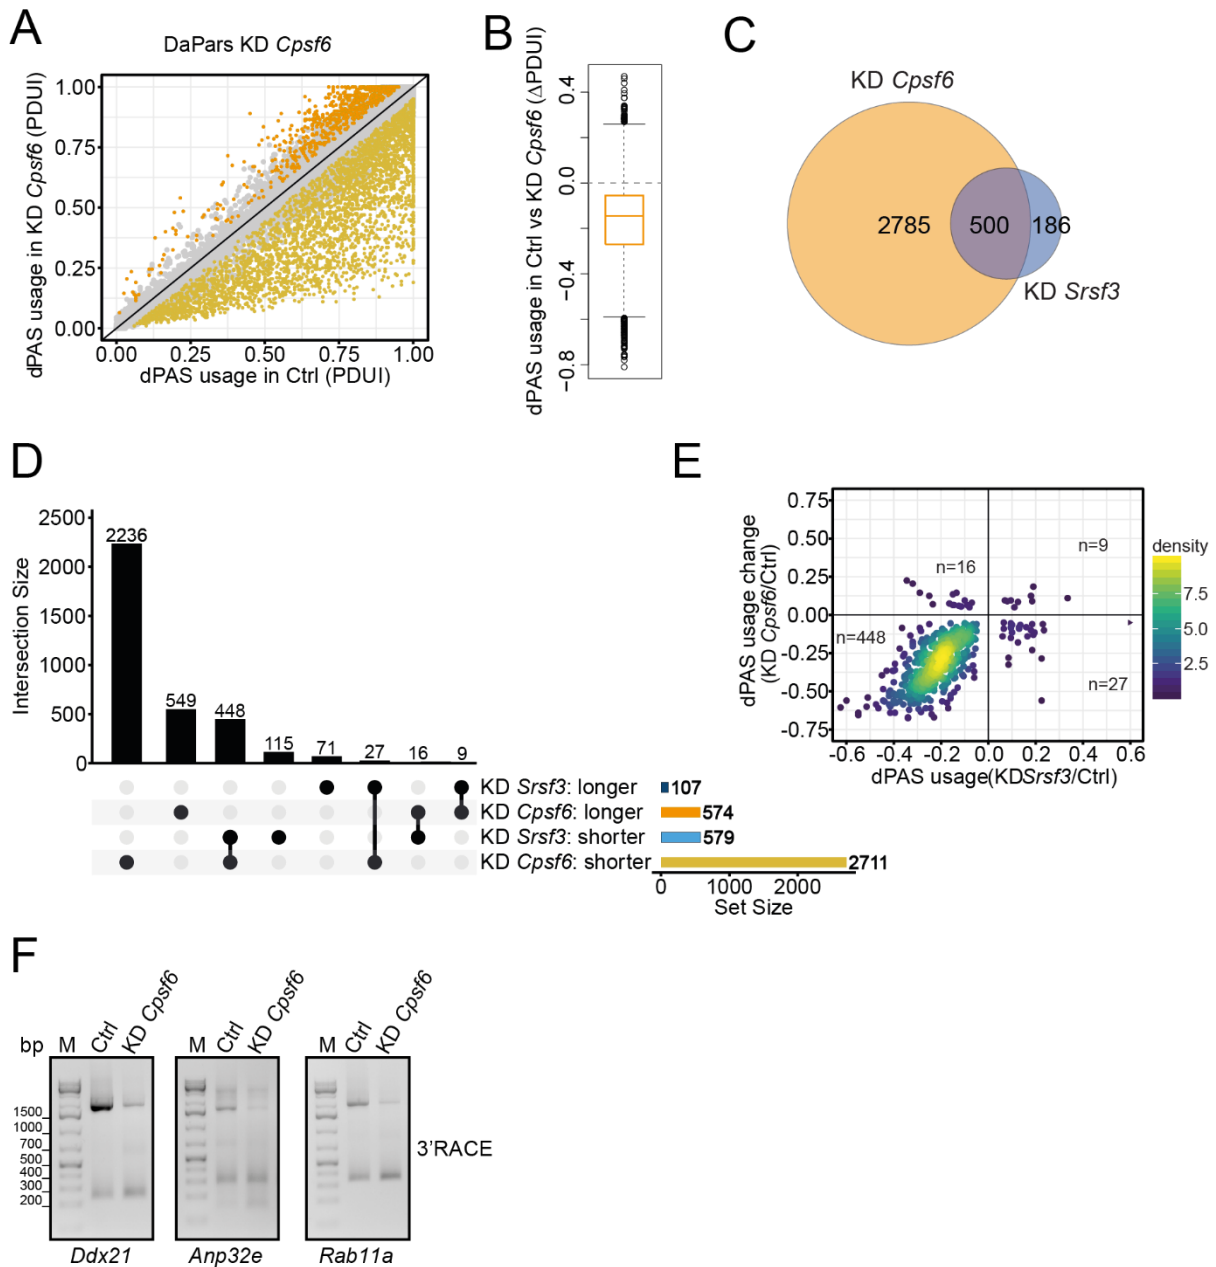 A
DaPars KD Cpsf6
dPAS usage in KD Cpsf6 (PDUI)
1.00
0.75
0.50
0.25
0.00
0.00 0.25 0.50 0.75 1.00
dPAS usage in Ctrl (PDUI)
B
dPAS usage in Ctrl vs KD Cpsf6 (ΔPDUI)
0.4
0.0
−0.4
−0.8
C
KD Cpsf6
2785 500 186
KD Srsf3
D
Intersection Size
2500
2000
1500
1000
500
0
2236 549 448 115 71 27 16 9
KD Srsf3: longer 107
KD Cpsf6: longer 574
KD Srsf3: shorter 579
KD Cpsf6: shorter 2711
0 1000 2000
Set Size
E
dPAS usage change
(KD Cpsf6/Ctrl)
0.75
0.50
0.25
0.00
-0.25
-0.50
-0.75
n=9
n=16
n=448
n=27
-0.6 -0.4 -0.2 0.0 0.2 0.4 0.6
dPAS usage(KDSrsf3/Ctrl)
density
7.5
5.0
2.5
F
bp M Ctrl KD Cpsf6 M Ctrl KD Cpsf6 M Ctrl KD Cpsf6
1500
1000
700
500
400
300
200
3’RACE
Ddx21 Anp32e Rab11a